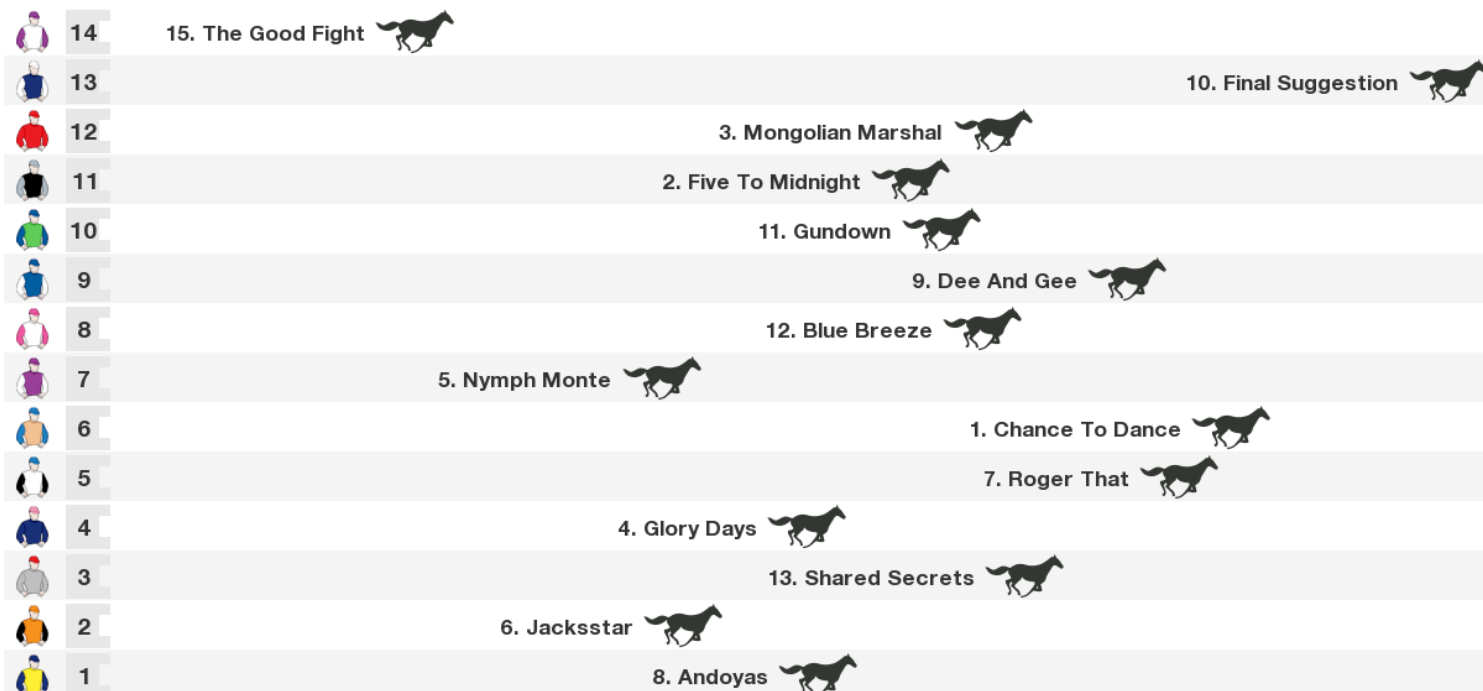 14 15. The Good Fight
13 10. Final Suggestion
12 3. Mongolian Marshal
11 2. Five To Midnight
10 11. Gundown
9 9. Dee And Gee
8 12. Blue Breeze
7 5. Nymph Monte
6 1. Chance To Dance
5 7. Roger That
4 4. Glory Days
3 13. Shared Secrets
2 6. Jacksstar
1 8. Andoyas